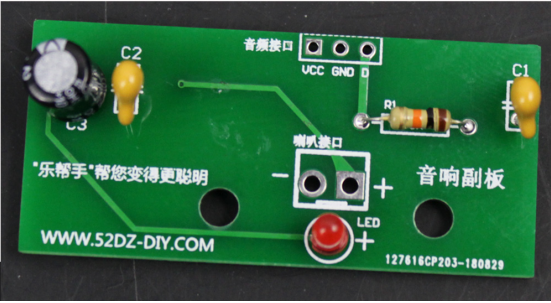 音频接口
VCC GND D
C2
C1
R1
C3
喇叭接口
"乐帮手"帮您变得更聪明
- +
音响副板
LED
+
WWW.52DZ-DIY.COM
127616CP203-180829